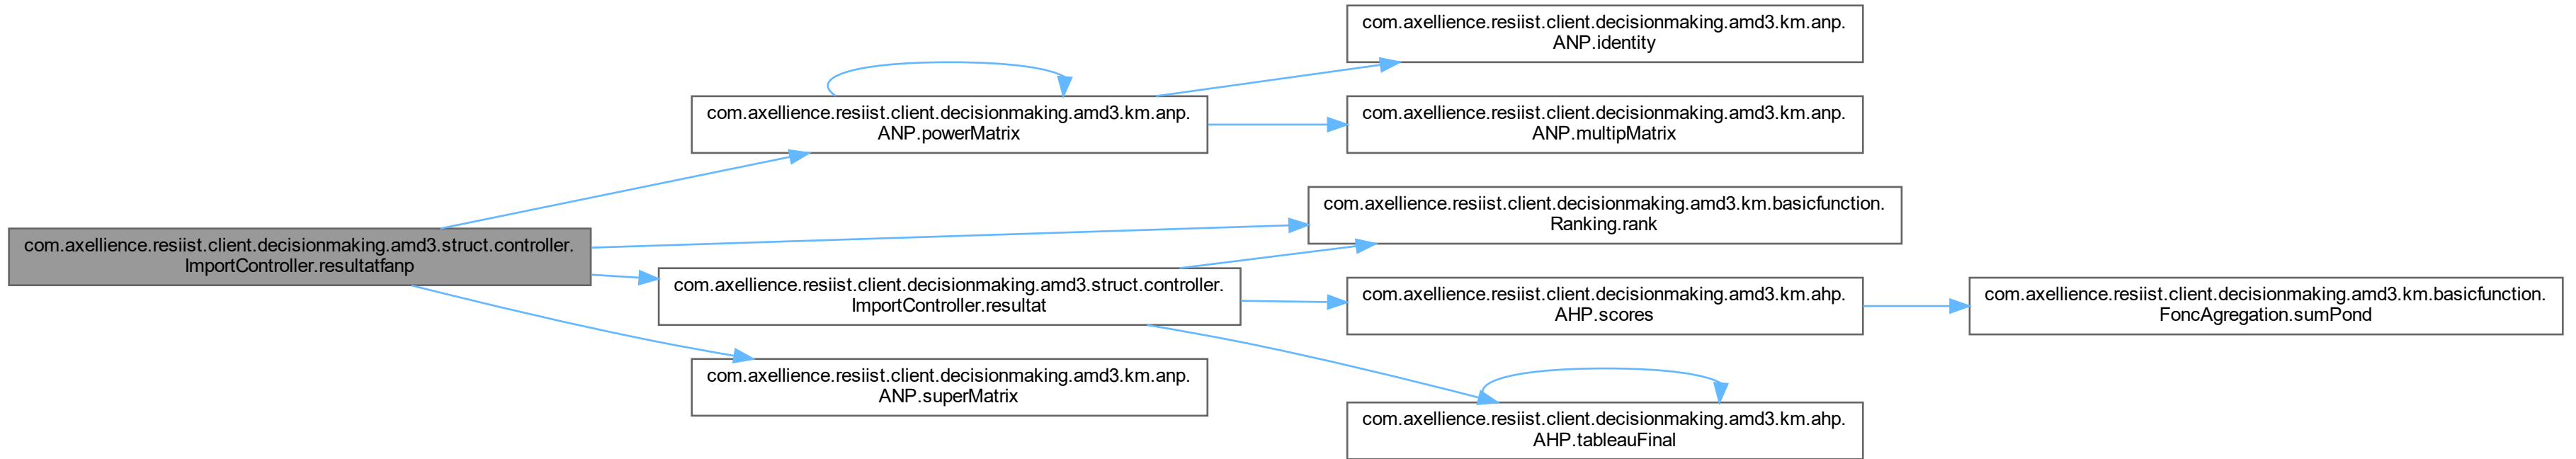 com.axellience.resiist.client.decisionmaking.amd3.struct.controller.
ImportController.resultatfanp
com.axellience.resiist.client.decisionmaking.amd3.km.anp.
ANP.powerMatrix
com.axellience.resiist.client.decisionmaking.amd3.km.anp.
ANP.identity
com.axellience.resiist.client.decisionmaking.amd3.km.anp.
ANP.multipMatrix
com.axellience.resiist.client.decisionmaking.amd3.km.basicfunction.
Ranking.rank
com.axellience.resiist.client.decisionmaking.amd3.struct.controller.
ImportController.resultat
com.axellience.resiist.client.decisionmaking.amd3.km.ahp.
AHP.scores
com.axellience.resiist.client.decisionmaking.amd3.km.basicfunction.
FoncAgregation.sumPond
com.axellience.resiist.client.decisionmaking.amd3.km.anp.
ANP.superMatrix
com.axellience.resiist.client.decisionmaking.amd3.km.ahp.
AHP.tableauFinal